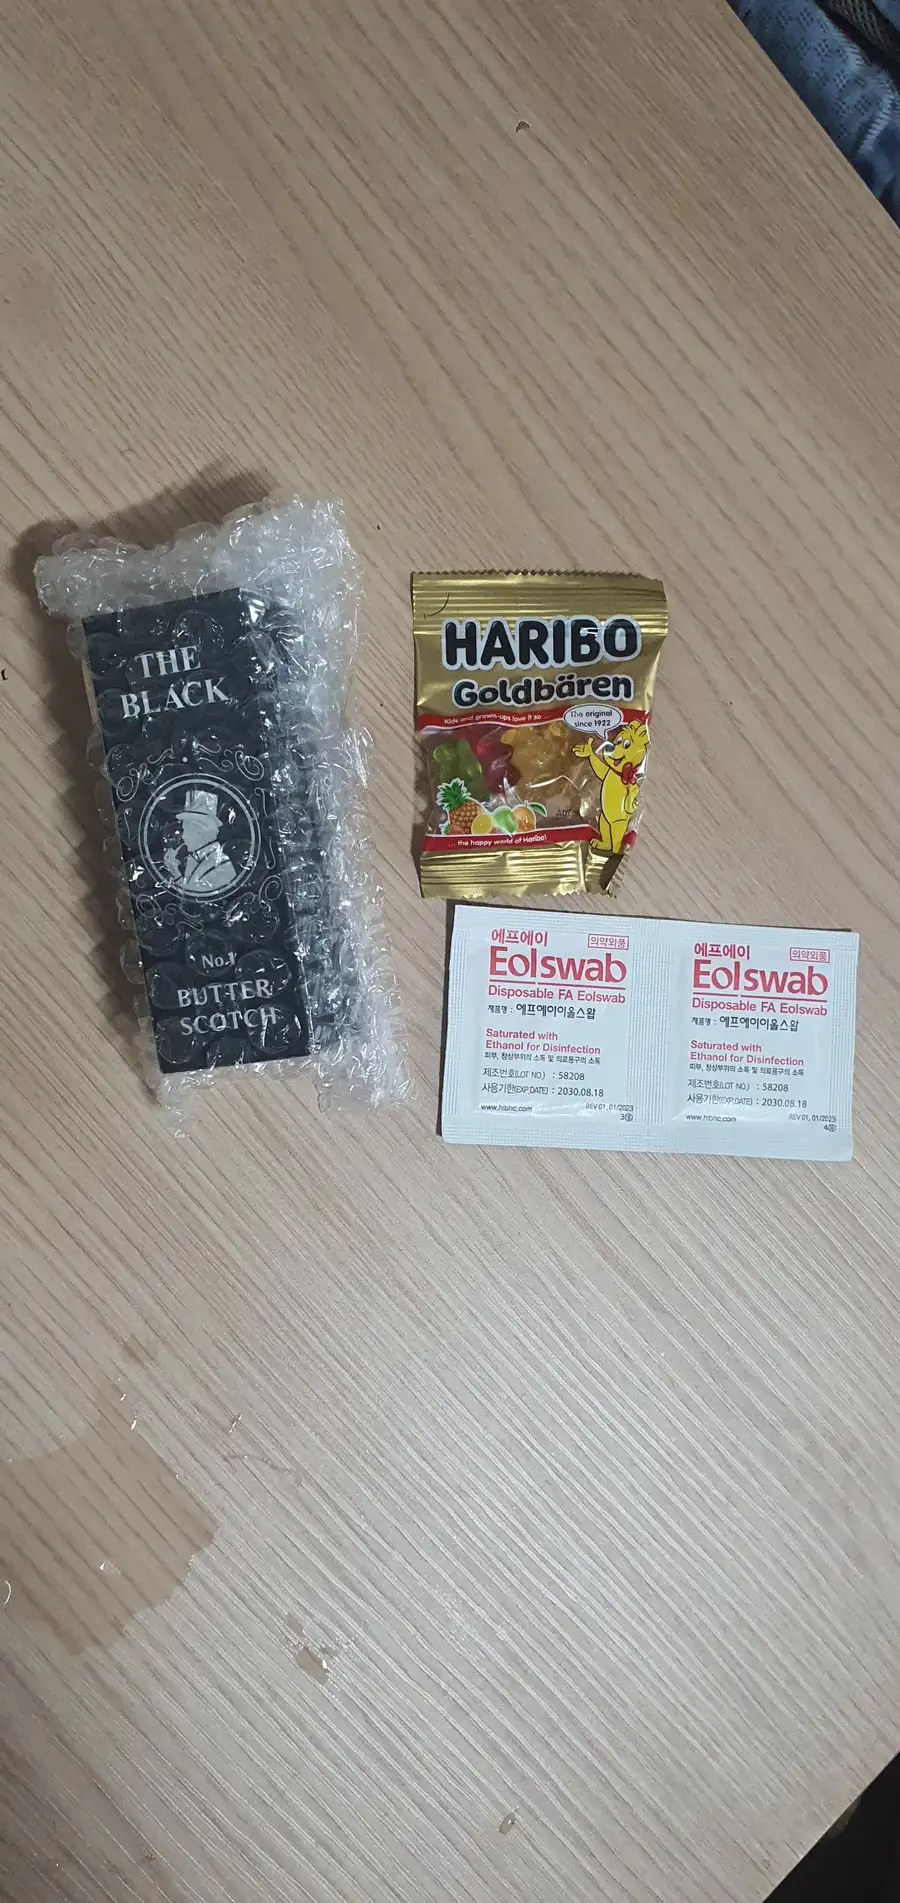 THE
BLACK
No.1
BUTTER
SCOTCH
HARIBO
Goldbären
Kids and grown-ups love it so ...
The original
since 1922
... the happy world of Haribo!
에프에이
의약외품
Eolswab
Disposable FA Eolswab
제품명 : 에프에이이올스왑
Saturated with
Ethanol for Disinfection
피부, 창상부위의 소독 및 의료용구의 소독
제조번호(LOT NO.) : 58208
사용기한(EXP.DATE) : 2030.08.18
www.hlbhc.com
REV 01, 01/2023
에프에이
의약외품
Eolswab
Disposable FA Eolswab
제품명 : 에프에이이올스왑
Saturated with
Ethanol for Disinfection
피부, 창상부위의 소독 및 의료용구의 소독
제조번호(LOT NO.) : 58208
사용기한(EXP.DATE) : 2030.08.18
www.hlbhc.com
REV 01, 01/2023